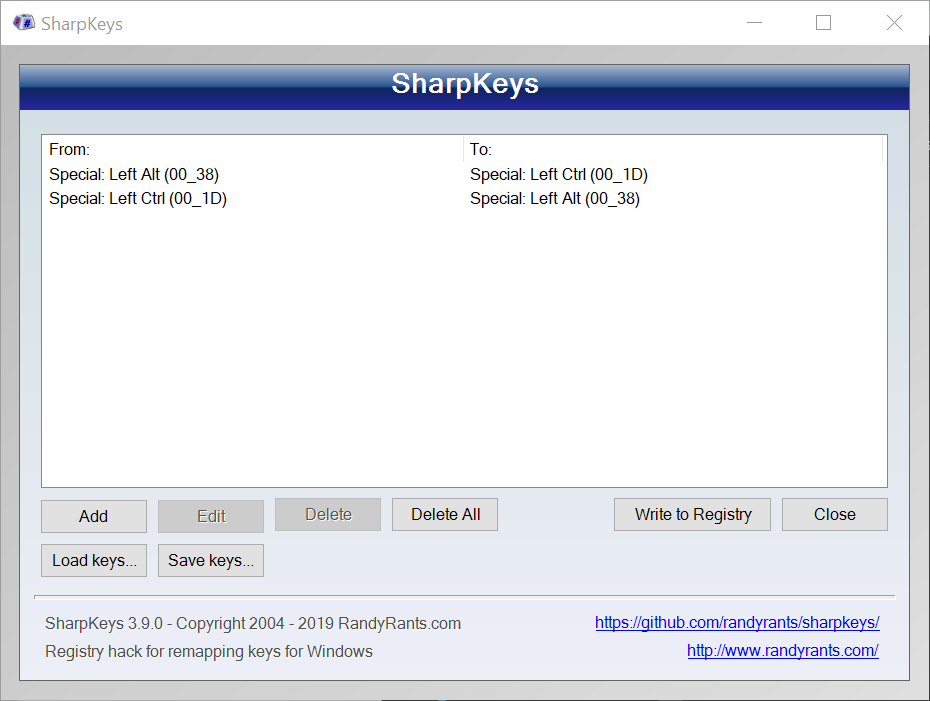 SharpKeys
SharpKeys
From: To:
Special: Left Alt (00_38) Special: Left Ctrl (00_1D)
Special: Left Ctrl (00_1D) Special: Left Alt (00_38)
Add Edit Delete Delete All Write to Registry Close
Load keys... Save keys...
SharpKeys 3.9.0 - Copyright 2004 - 2019 RandyRants.com https://github.com/randyrants/sharpkeys/
Registry hack for remapping keys for Windows http://www.randyrants.com/